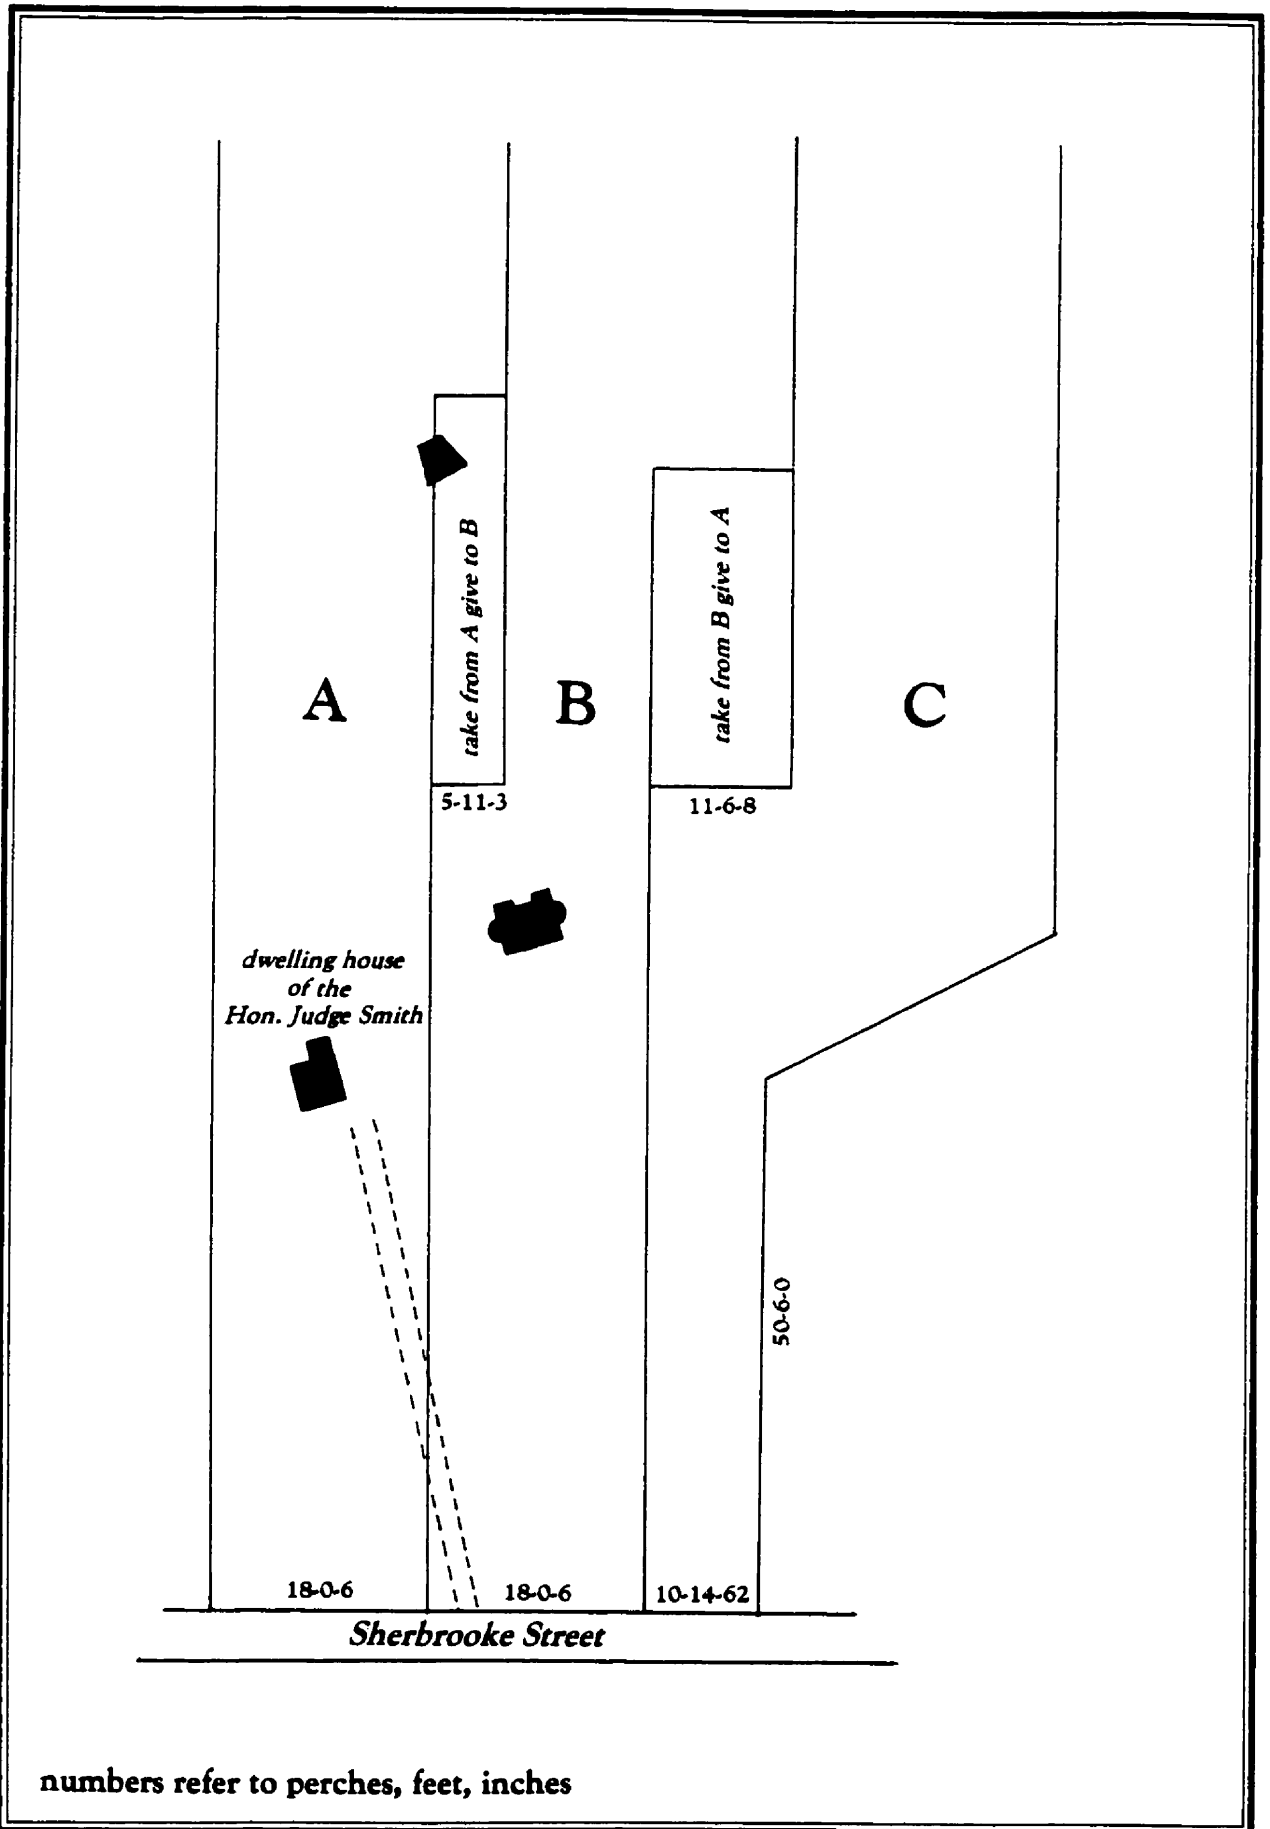 take from A give to B
take from B give to A
A
B
C
5-11-3
11-6-8
dwelling house
of the
Hon. Judge Smith
50-6-0
18-0-6
18-0-6
10-14-62
Sherbrooke Street
numbers refer to perches, feet, inches